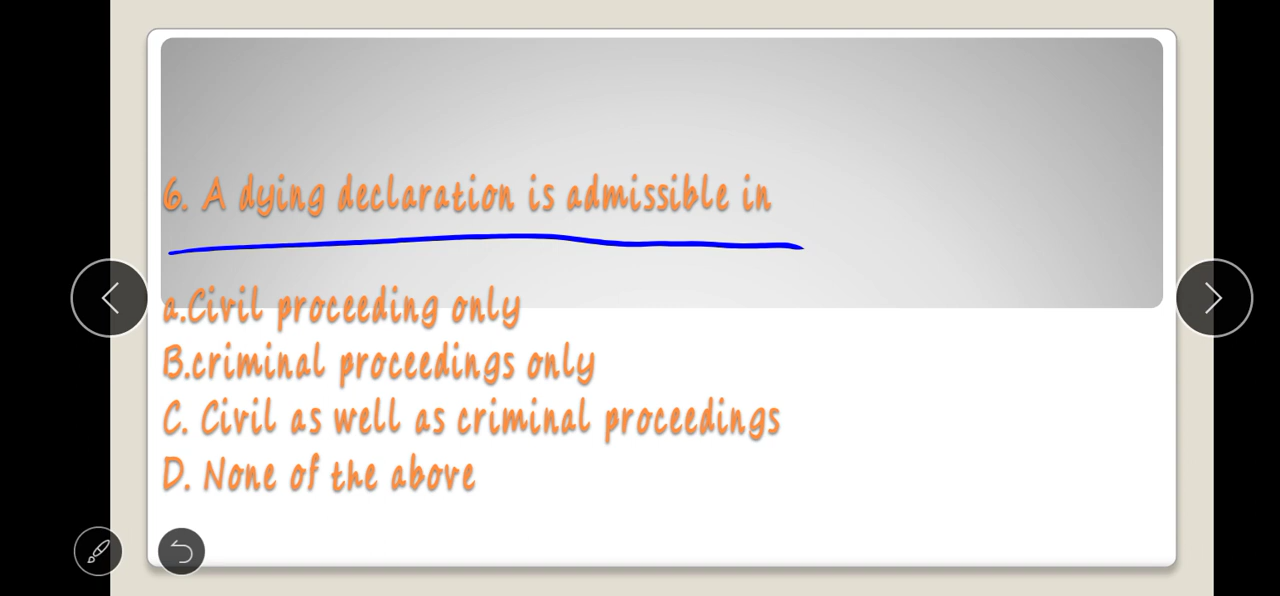 6. A dying declaration is admissible in
a.Civil proceeding only
B.criminal proceedings only
C. Civil as well as criminal proceedings
D. None of the above